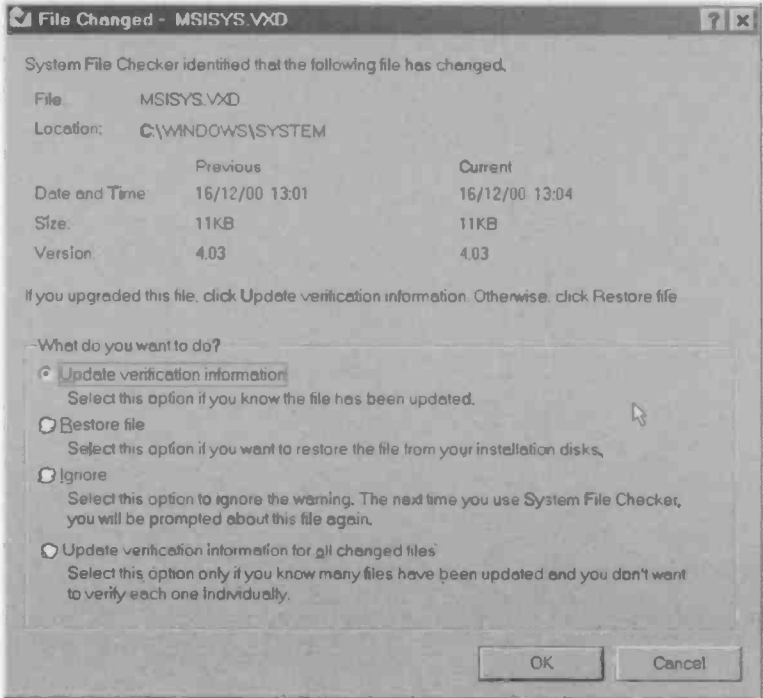 File Changed - MSISYS.VXD
System File Checker identified that the following file has changed.
File MSISYS.VXD
Location: C:\WINDOWS\SYSTEM
Previous Current
Date and Time 16/12/00 13:01 16/12/00 13:04
Size: 11KB 11KB
Version 4.03 4.03
If you upgraded this file, click Update verification information. Otherwise, click Restore file
What do you want to do?
Update verification information
Select this option if you know the file has been updated.
Restore file
Select this option if you want to restore the file from your installation disks.
Ignore
Select this option to ignore the warning. The next time you use System File Checker,
you will be prompted about this file again.
Update verification information for all changed files
Select this option only if you know many files have been updated and you don't want
to verify each one individually.
OK Cancel